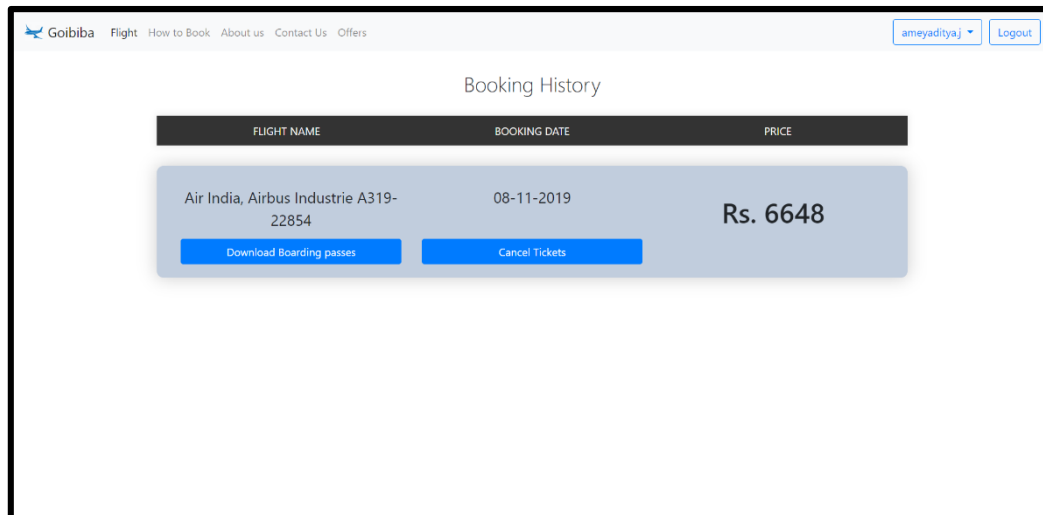 Goibiba Flight How to Book About us Contact Us Offers ameyaditya.j Logout
Booking History
FLIGHT NAME BOOKING DATE PRICE
Air India, Airbus Industrie A319-
22854
08-11-2019
Rs. 6648
Download Boarding passes Cancel Tickets